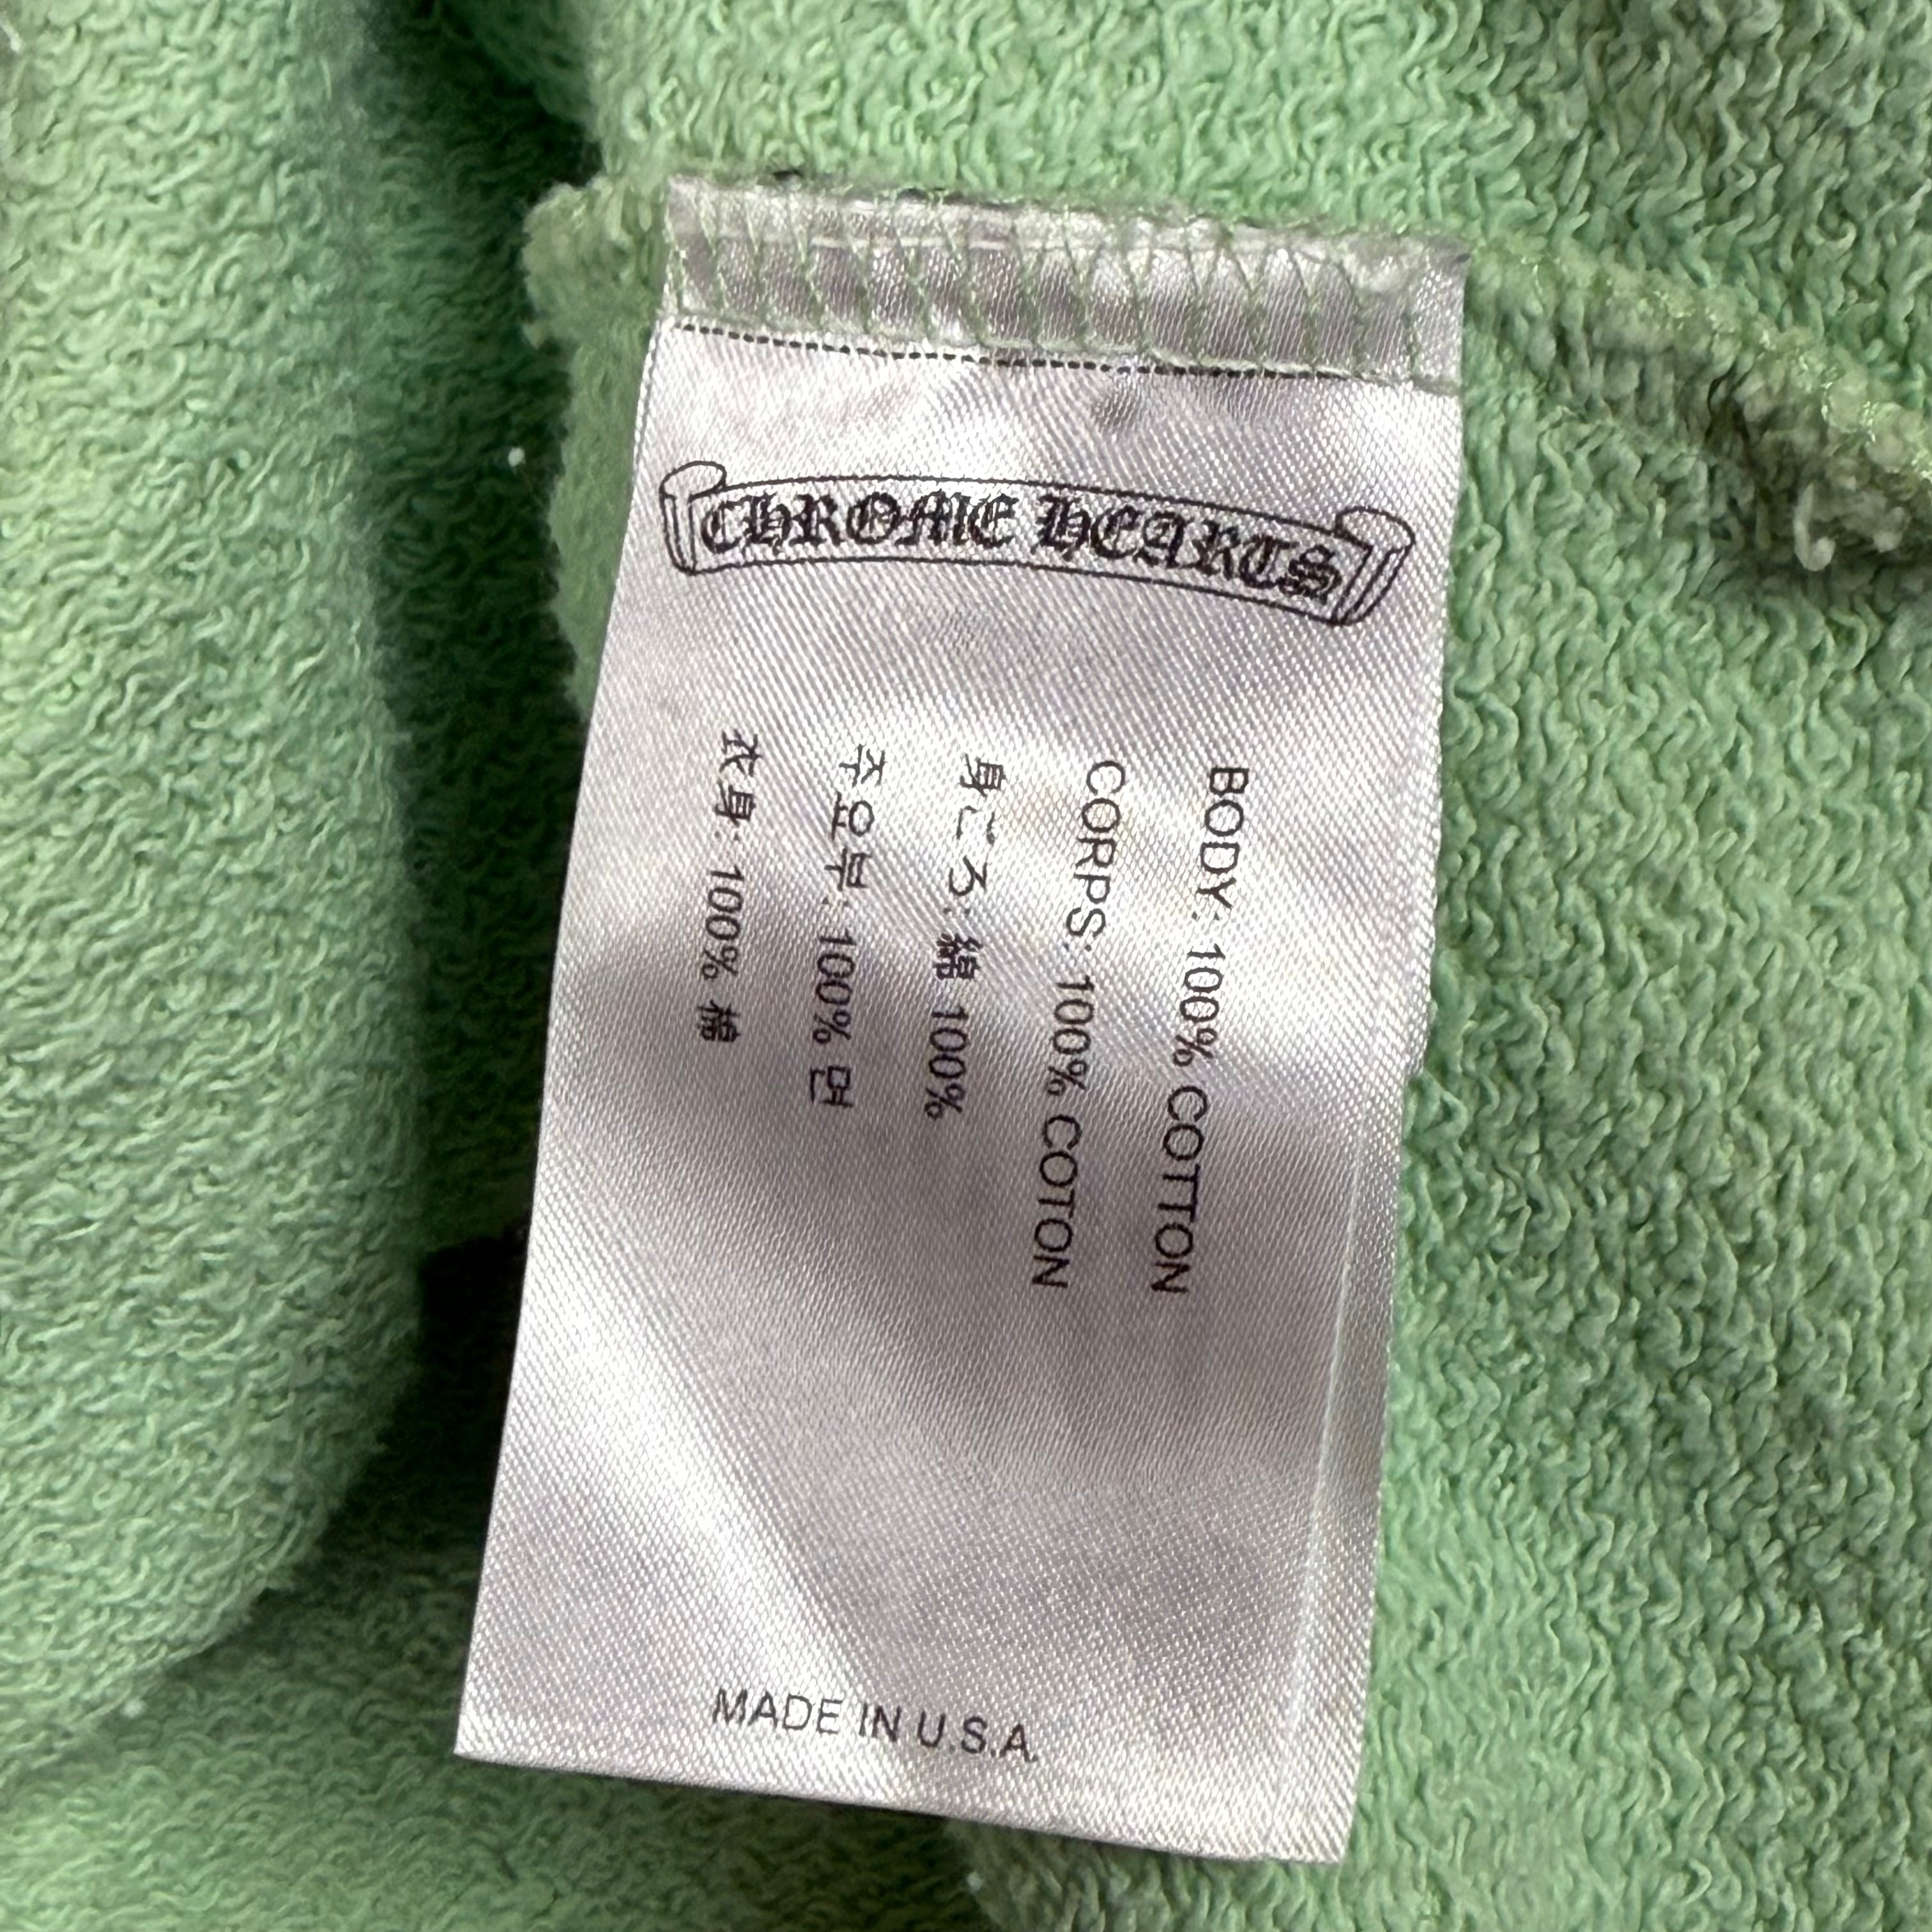 CHROME HEARTS
BODY: 100% COTTON
CORPS: 100% COTON
身ごろ: 綿 100%
주요부: 100% 면
衣身: 100% 棉
MADE IN U.S.A.